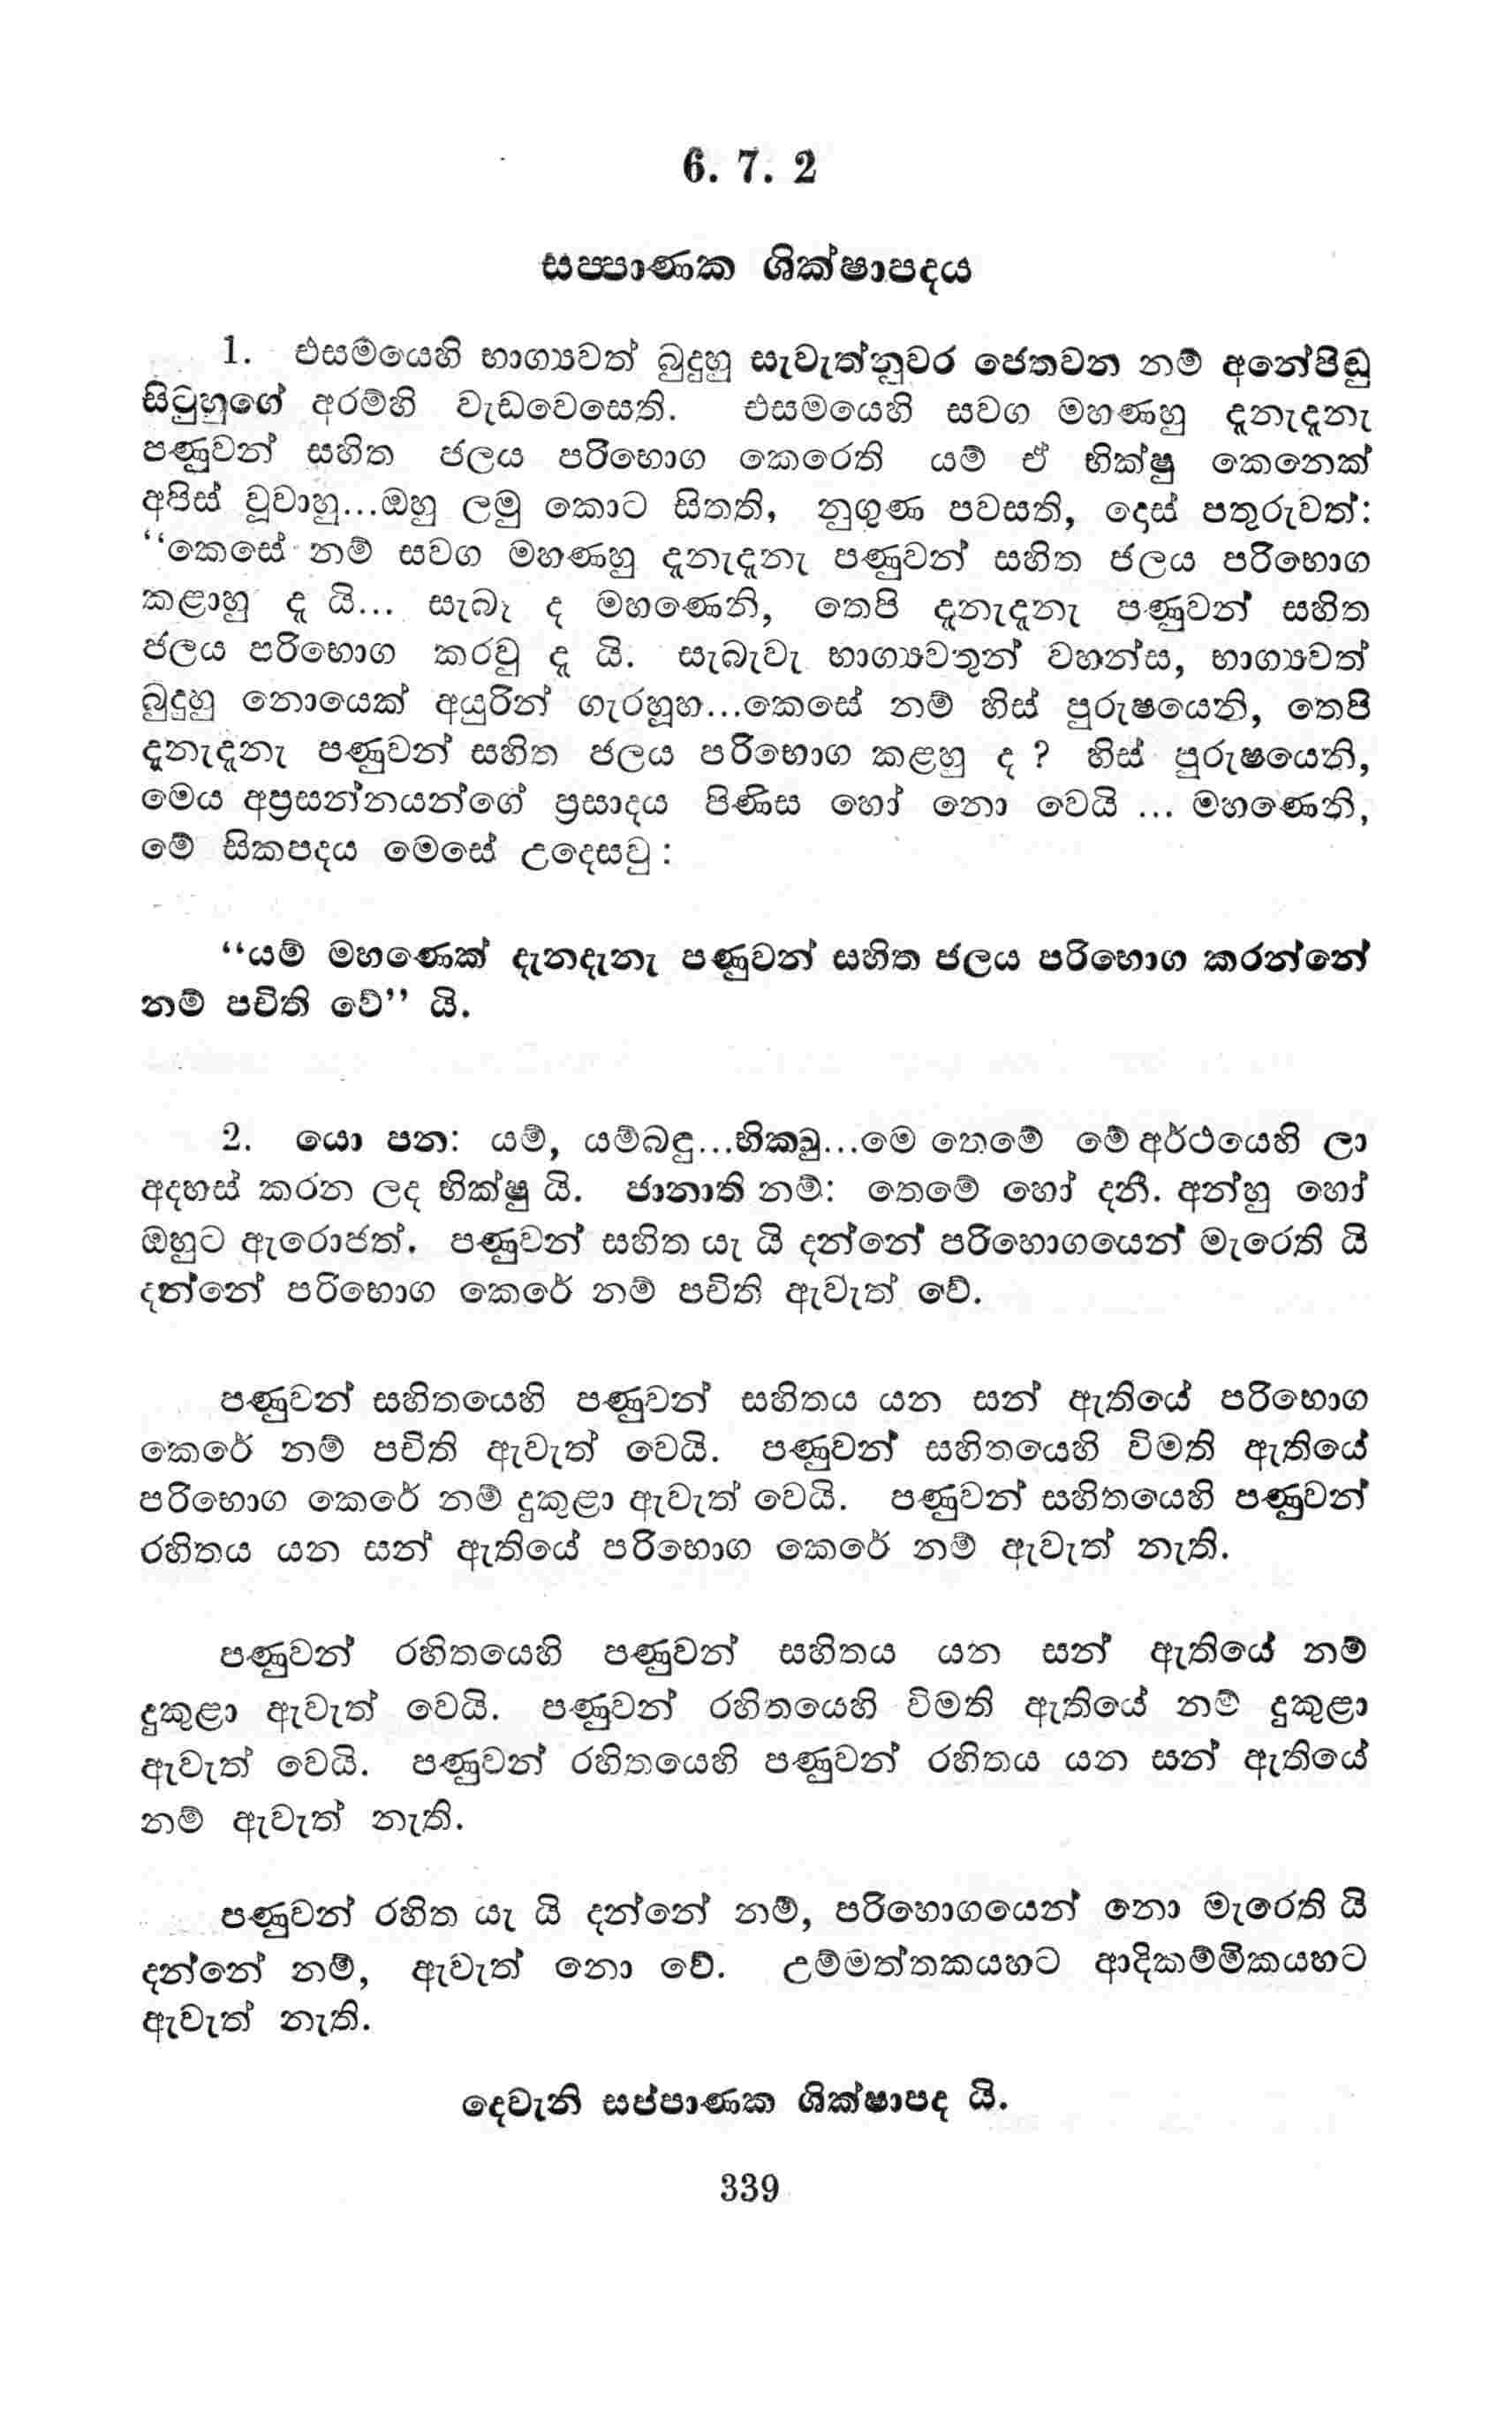 6. 7. 2
සප්පාණක ශික්ෂාපදය
1. එසමයෙහි භාග්‍යවත් බුදුහු සැවැත්නුවර ජෙතවන නම් අනේපිඬු
සිටුහුගේ අරම්හි වැඩවෙසෙති. එසමයෙහි සවග මහණහු දැනැදැනැ
පණුවන් සහිත ජලය පරිභොග කෙරෙති යම් ඒ භික්ෂු කෙනෙක්
අපිස් වූවාහු...ඔහු ලමු කොට සිතති, නුගුණ පවසති, දොස් පතුරුවත්:
“කෙසේ නම් සවග මහණහු දැනැදැනැ පණුවන් සහිත ජලය පරිභොග
කළාහු දැ යි... සැබෑ ද මහණෙනි, තෙපි දැනැදැනැ පණුවන් සහිත
ජලය පරිභොග කරවු දැ යි. සැබැවැ භාග්‍යවතුන් වහන්ස, භාග්‍යවත්
බුදුහු නොයෙක් අයුරින් ගැරහූහ...කෙසේ නම් හිස් පුරුෂයෙනි, තෙපි
දැනැදැනැ පණුවන් සහිත ජලය පරිභොග කළහු ද ? හිස් පුරුෂයෙනි,
මෙය අප්‍රසන්නයන්ගේ ප්‍රසාදය පිණිස හෝ නො වෙයි ... මහණෙනි,
මේ සිකපදය මෙසේ උදෙසවු :
“යම් මහණෙක් දැනදැනැ පණුවන් සහිත ජලය පරිභොග කරන්නේ
නම් පචිති වේ” යි.
2. යො පන: යම්, යම්බඳු...භික්ඛු...මෙ තෙමේ මේ අර්ථයෙහි ලා
අදහස් කරන ලද භික්ෂු යි. ජානාති නම්: තෙමේ හෝ දනී. අන්හු හෝ
ඔහුට ඇරොජත්. පණුවන් සහිත යැ යි දන්නේ පරිභොගයෙන් මැරෙති යි
දන්නේ පරිභොග කෙරේ නම් පචිති ඇවැත් වේ.
පණුවන් සහිතයෙහි පණුවන් සහිතය යන සන් ඇතියේ පරිභොග
කෙරේ නම් පචිති ඇවැත් වෙයි. පණුවන් සහිතයෙහි විමති ඇතියේ
පරිභොග කෙරේ නම් දුකුළා ඇවැත් වෙයි. පණුවන් සහිතයෙහි පණුවන්
රහිතය යන සන් ඇතියේ පරිභොග කෙරේ නම් ඇවැත් නැති.
පණුවන් රහිතයෙහි පණුවන් සහිතය යන සන් ඇතියේ නම්
දුකුළා ඇවැත් වෙයි. පණුවන් රහිතයෙහි විමති ඇතියේ නම් දුකුළා
ඇවැත් වෙයි. පණුවන් රහිතයෙහි පණුවන් රහිතය යන සන් ඇතියේ
නම් ඇවැත් නැති.
පණුවන් රහිත යැ යි දන්නේ නම්, පරිභොගයෙන් නො මැරෙති යි
දන්නේ නම්, ඇවැත් නො වේ. උම්මත්තකයහට ආදිකම්මිකයහට
ඇවැත් නැති.
දෙවැනි සප්පාණක ශික්ෂාපද යි.
339